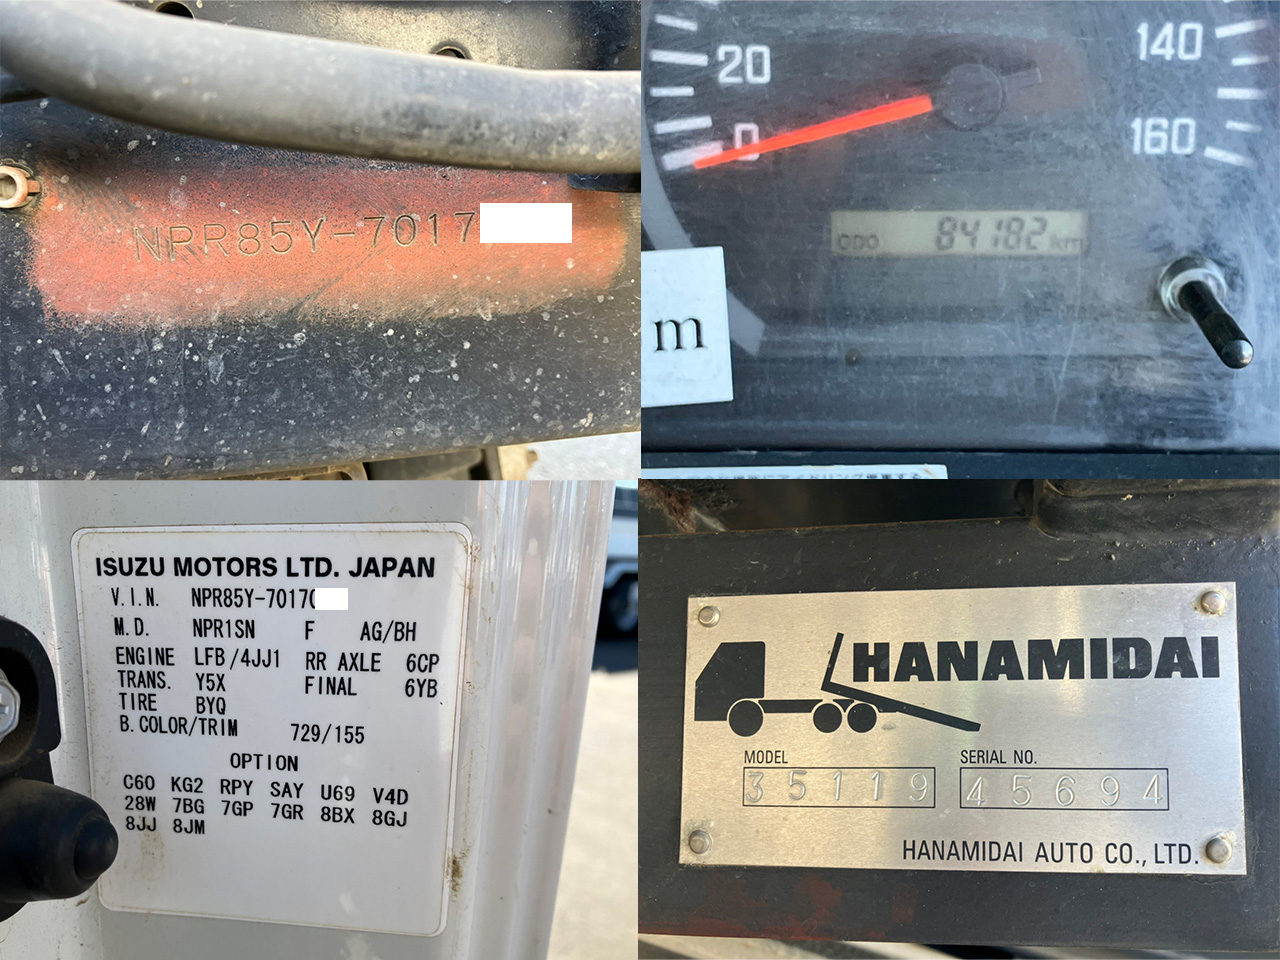 NPR85Y-7017
20
0
140
160
ODO 84182 km
m
ISUZU MOTORS LTD. JAPAN
V.I.N. NPR85Y-7017
M.D. NPR1SN F AG/BH
ENGINE LFB/4JJ1 RR AXLE 6CP
TRANS. Y5X FINAL 6YB
TIRE BYQ
B.COLOR/TRIM 729/155
OPTION
C60 KG2 RPY SAY U69 V4D
28W 7BG 7GP 7GR 8BX 8GJ
8JJ 8JM
HANAMIDAI
MODEL SERIAL NO.
35119 45694
HANAMIDAI AUTO CO., LTD.